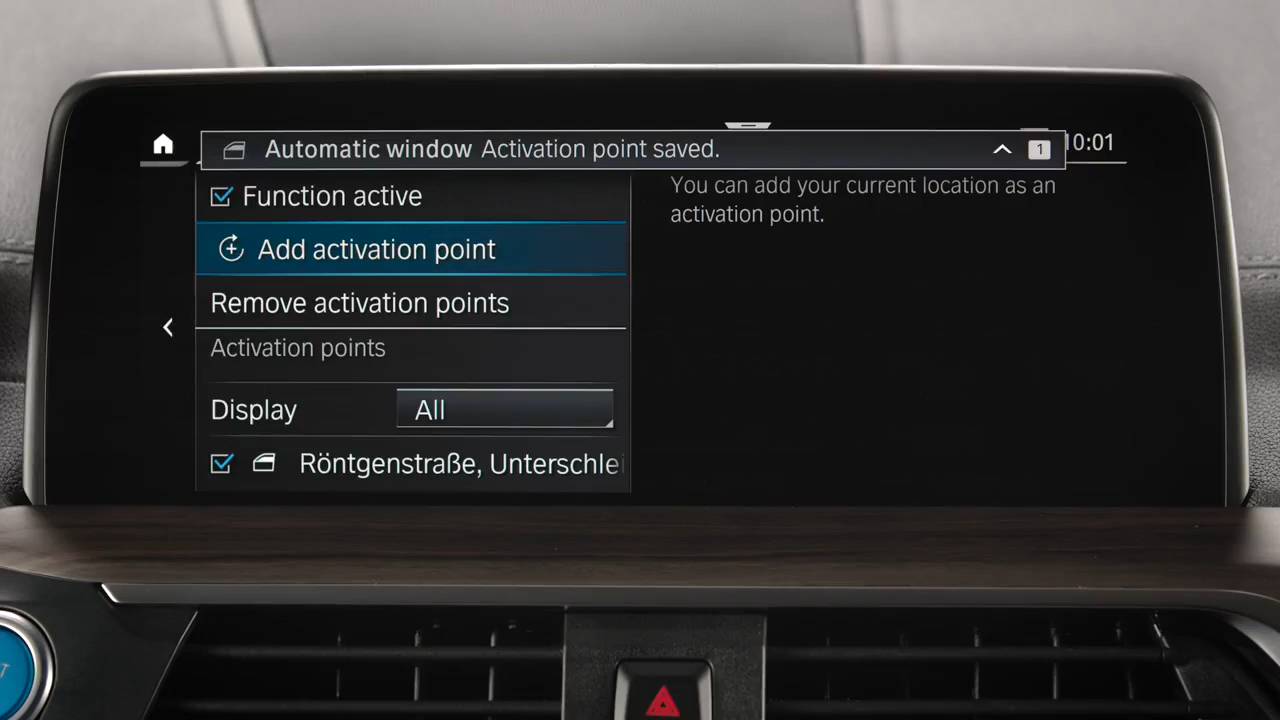 Automatic window Activation point saved.
1
10:01
Function active
Add activation point
Remove activation points
Activation points
Display All
Röntgenstraße, Unterschlei
You can add your current location as an
activation point.